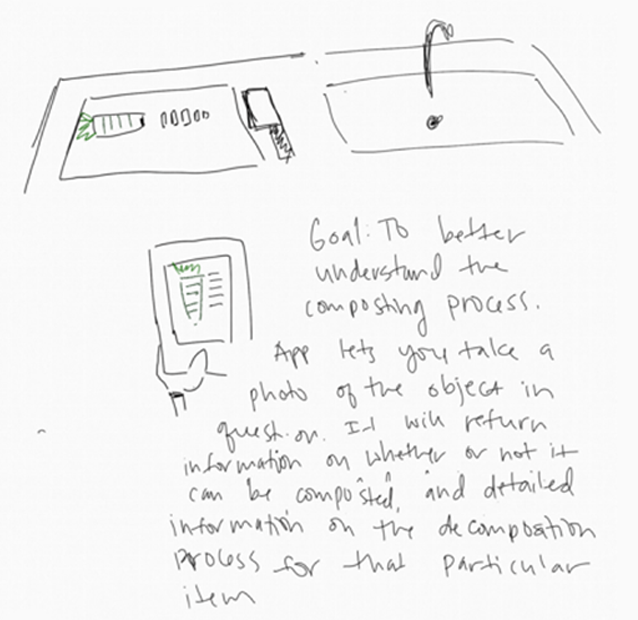 Goal: To better
understand the
composting process.
App lets you take a
photo of the object in
question. It will return
information on whether or not it
can be composted, and detailed
information on the decomposition
process for that particular
item